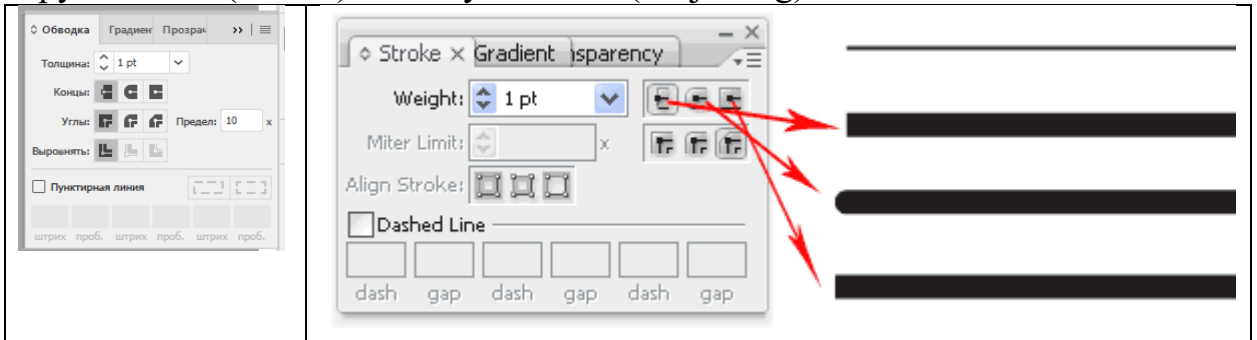 Обводка Градиент Прозрач
Толщина: 1 pt
Концы:
Углы: Предел: 10 x
Выровнять:
Пунктирная линия
штрих проб. штрих проб. штрих проб.
Stroke × Gradient nsparency
Weight: 1 pt
Miter Limit: x
Align Stroke:
Dashed Line
dash gap dash gap dash gap